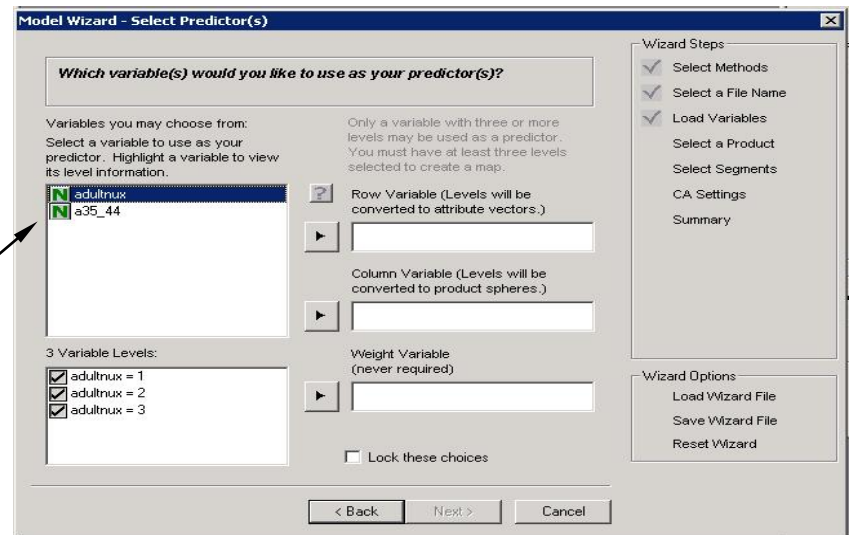 Model Wizard - Select Predictor(s)
Which variable(s) would you like to use as your predictor(s)?
Variables you may choose from:
Select a variable to use as your
predictor. Highlight a variable to view
its level information.
N adultnux
N a35_44
3 Variable Levels:
adultnux = 1
adultnux = 2
adultnux = 3
Only a variable with three or more
levels may be used as a predictor.
You must have at least three levels
selected to create a map.
?
Row Variable (Levels will be
converted to attribute vectors.)
Column Variable (Levels will be
converted to product spheres.)
Weight Variable
(never required)
Lock these choices
< Back
Next >
Cancel
Wizard Steps
Select Methods
Select a File Name
Load Variables
Select a Product
Select Segments
CA Settings
Summary
Wizard Options
Load Wizard File
Save Wizard File
Reset Wizard